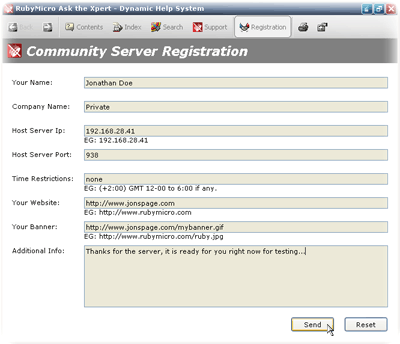 RubyMicro Ask the Xpert - Dynamic Help System
Back Contents Index Search Support Registration
Community Server Registration
Your Name: Jonathan Doe
Company Name: Private
Host Server Ip: 192.168.28.41
EG: 192.168.28.41
Host Server Port: 938
Time Restrictions: none
EG: (+2:00) GMT 12-00 to 6:00 if any.
Your Website: http://www.jonspage.com
EG: http://www.rubymicro.com
Your Banner: http://www.jonspage.com/mybanner.gif
EG: http://www.rubymicro.com/ruby.jpg
Additional Info: Thanks for the server, it is ready for you right now for testing...
Send Reset